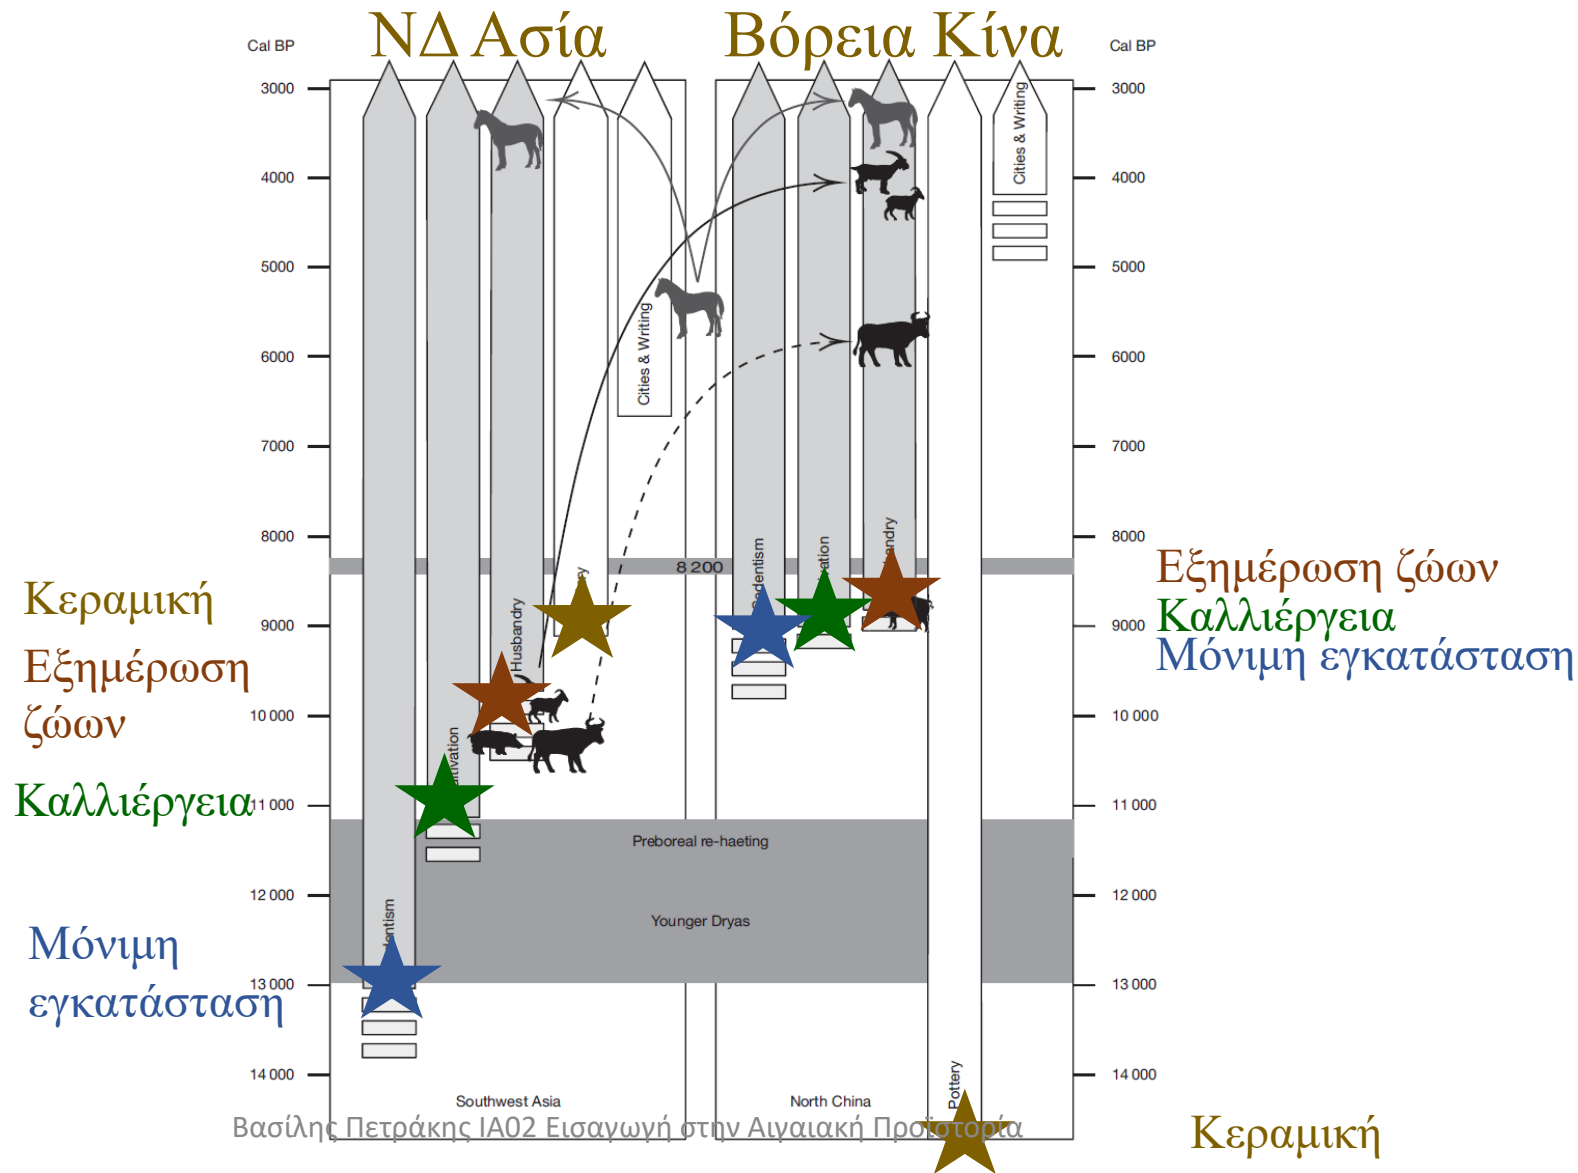 ΝΔ Ασία
Βόρεια Κίνα
Cal BP
Cal BP
3000
3000
4000
4000
5000
5000
6000
6000
7000
7000
8000
8000
9000
9000
10 000
10 000
11 000
11 000
12 000
12 000
13 000
13 000
14 000
14 000
Cities & Writing
Cities & Writing
8 200
Husbandry
Pottery
Preboreal re-haeting
Younger Dryas
Southwest Asia
North China
Κεραμική
Εξημέρωση
ζώων
Καλλιέργεια
Μόνιμη
εγκατάσταση
Εξημέρωση ζώων
Καλλιέργεια
Μόνιμη εγκατάσταση
Κεραμική
Βασίλης Πετράκης ΙΑ02 Εισαγωγή στην Αιγαιακή Προϊστορία